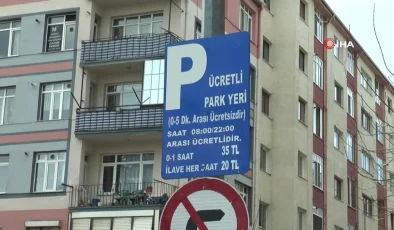 İHA
P ÜCRETLİ
PARK YERİ
(0-5 Dk. Arası Ücretsizdir)
SAAT 08:00/22:00
ARASI ÜCRETLİDİR.
0-1 SAAT 35 TL
İLAVE HER SAAT 20 TL